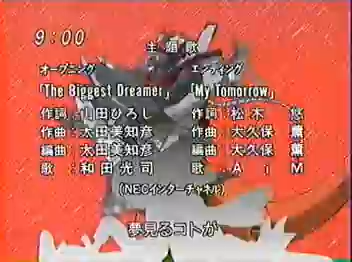 9:00
主題歌
オープニング
「The Biggest Dreamer」
作詞:山田ひろし
作曲:太田美知彦
編曲:太田美知彦
歌:和田光司
エンディング
「My Tomorrow」
作詞:松木悠
作曲:大久保薫
編曲:大久保薫
歌:AiM
(NECインターチャネル)
夢見るコトが